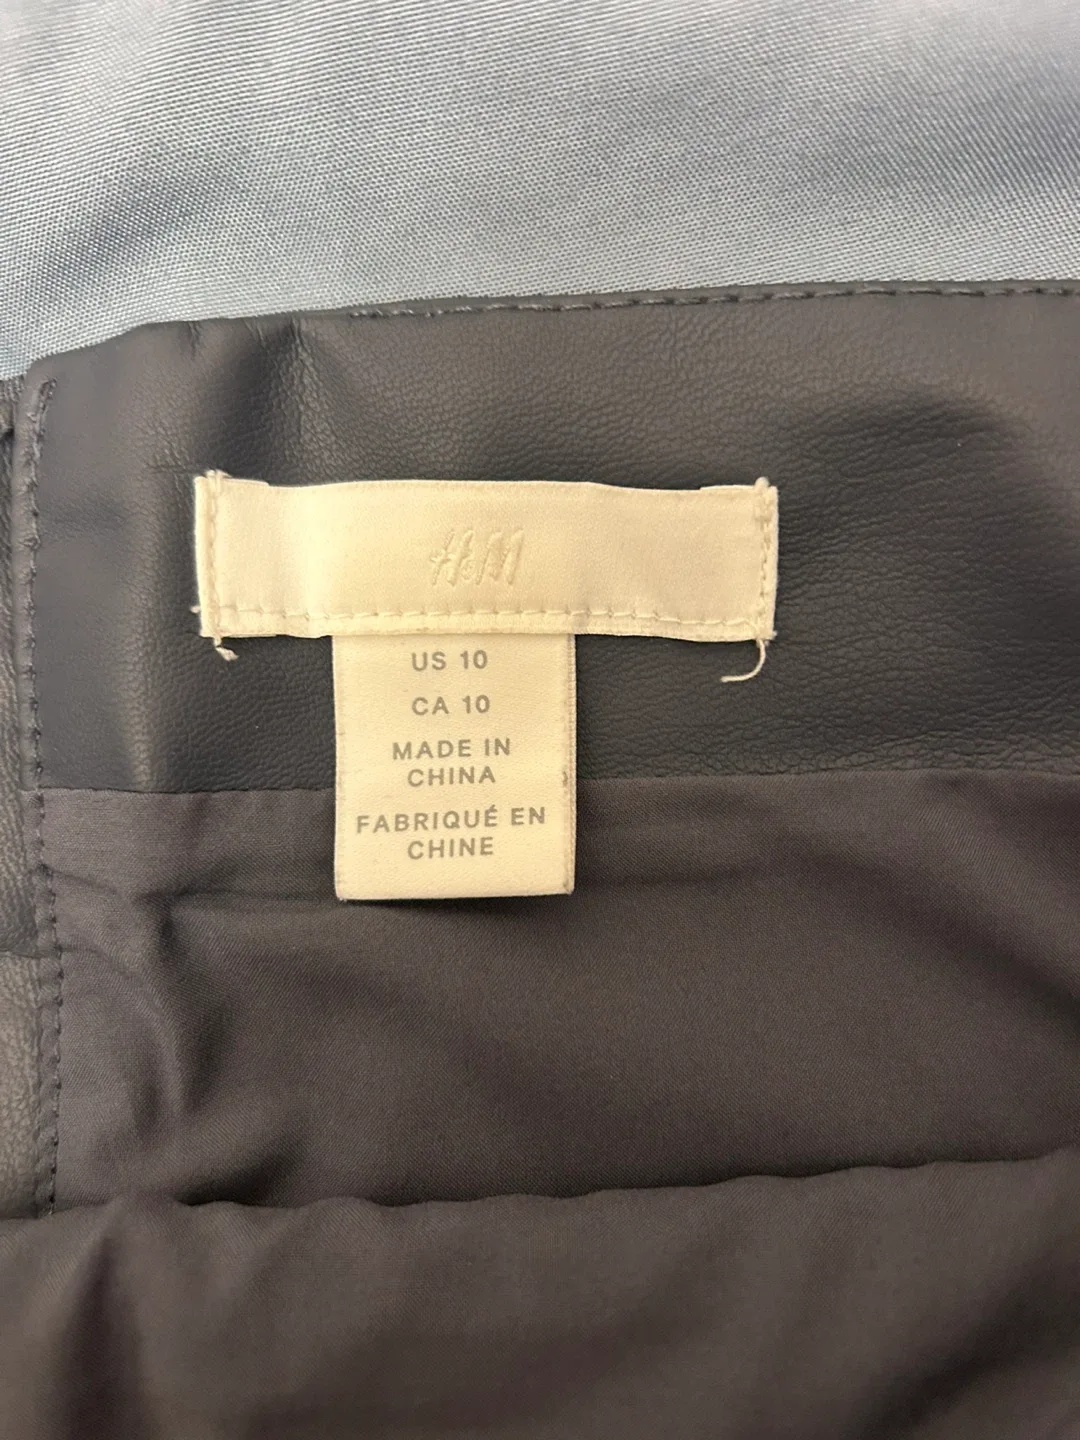 H&M
US 10
CA 10
MADE IN
CHINA
FABRIQUÉ EN
CHINE